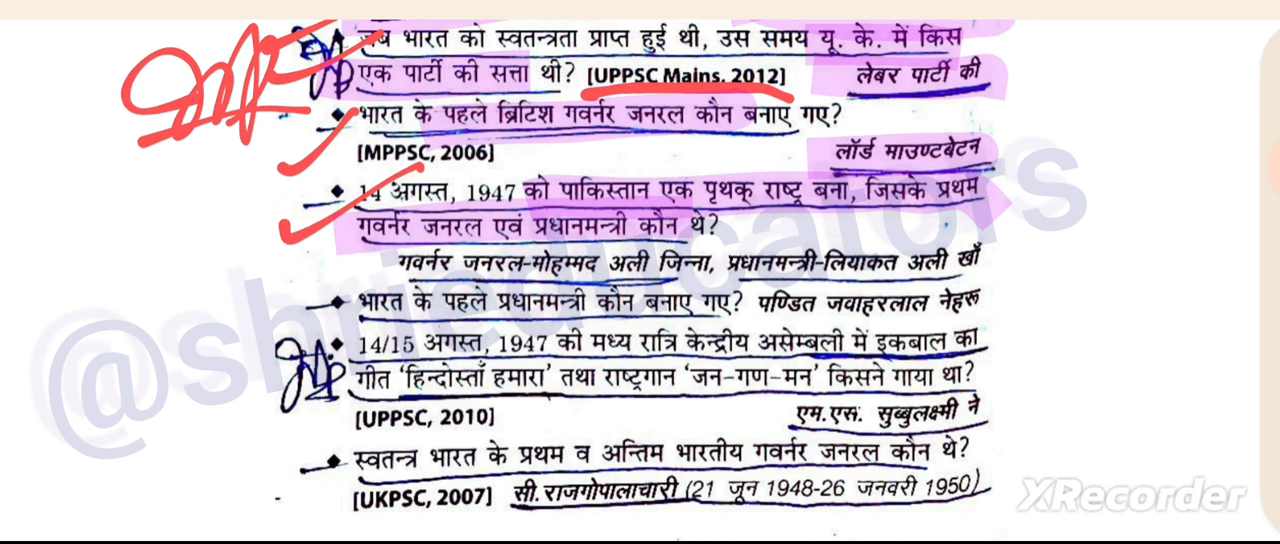 जब भारत को स्वतन्त्रता प्राप्त हुई थी, उस समय यू. के. में किस
एक पार्टी की सत्ता थी? [UPPSC Mains, 2012] लेबर पार्टी की
भारत के पहले ब्रिटिश गवर्नर जनरल कौन बनाए गए?
[MPPSC, 2006] लॉर्ड माउण्टबेटन
14 अगस्त, 1947 को पाकिस्तान एक पृथक् राष्ट्र बना, जिसके प्रथम
गवर्नर जनरल एवं प्रधानमन्त्री कौन थे?
गवर्नर जनरल-मोहम्मद अली जिन्ना, प्रधानमन्त्री-लियाकत अली खाँ
भारत के पहले प्रधानमन्त्री कौन बनाए गए? पण्डित जवाहरलाल नेहरू
14/15 अगस्त, 1947 की मध्य रात्रि केन्द्रीय असेम्बली में इकबाल का
गीत 'हिन्दोस्ताँ हमारा' तथा राष्ट्रगान 'जन-गण-मन' किसने गाया था?
[UPPSC, 2010] एम.एस. सुब्बुलक्ष्मी ने
स्वतन्त्र भारत के प्रथम व अन्तिम भारतीय गवर्नर जनरल कौन थे?
[UKPSC, 2007] सी. राजगोपालाचारी (21 जून 1948-26 जनवरी 1950)
@shrieducators
XRecorder